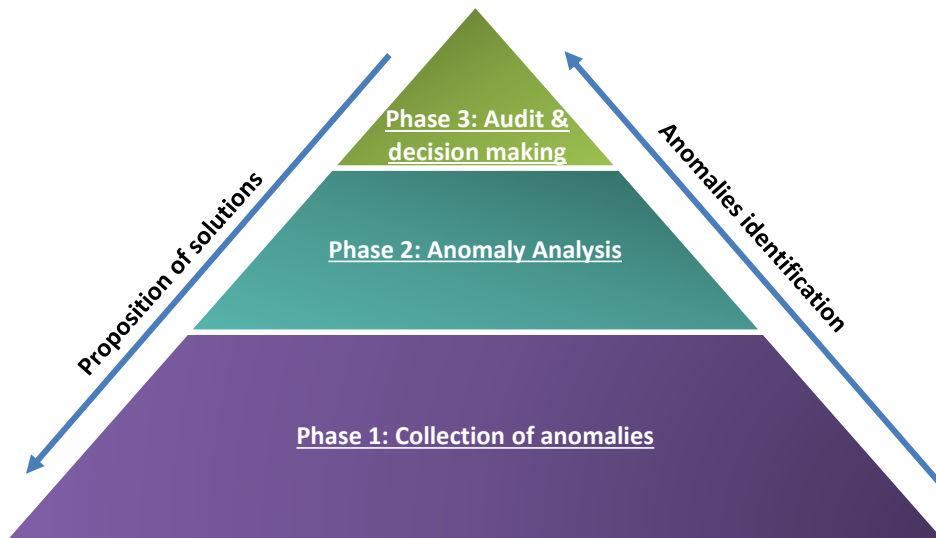 Phase 3: Audit &
decision making
Proposition of solutions
Anomalies identification
Phase 2: Anomaly Analysis
Phase 1: Collection of anomalies